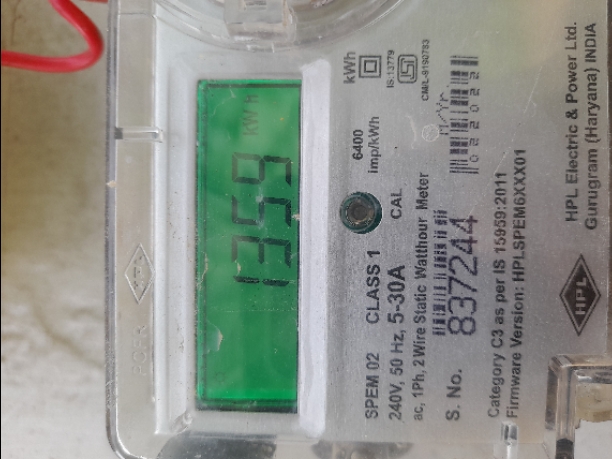 1359 kWh
kWh
IS:13779
6400
imp/kWh
SPEM 02 CLASS 1
240V, 50 Hz, 5-30A CAL
ac, 1Ph, 2Wire Static Watthour Meter
M/Yr.
022022
S. No. 837244
Category C3 as per IS 15959:2011
Firmware Version: HPLSPEM6XXX01
HPL
HPL Electric & Power Ltd.
Gurugram (Haryana) INDIA